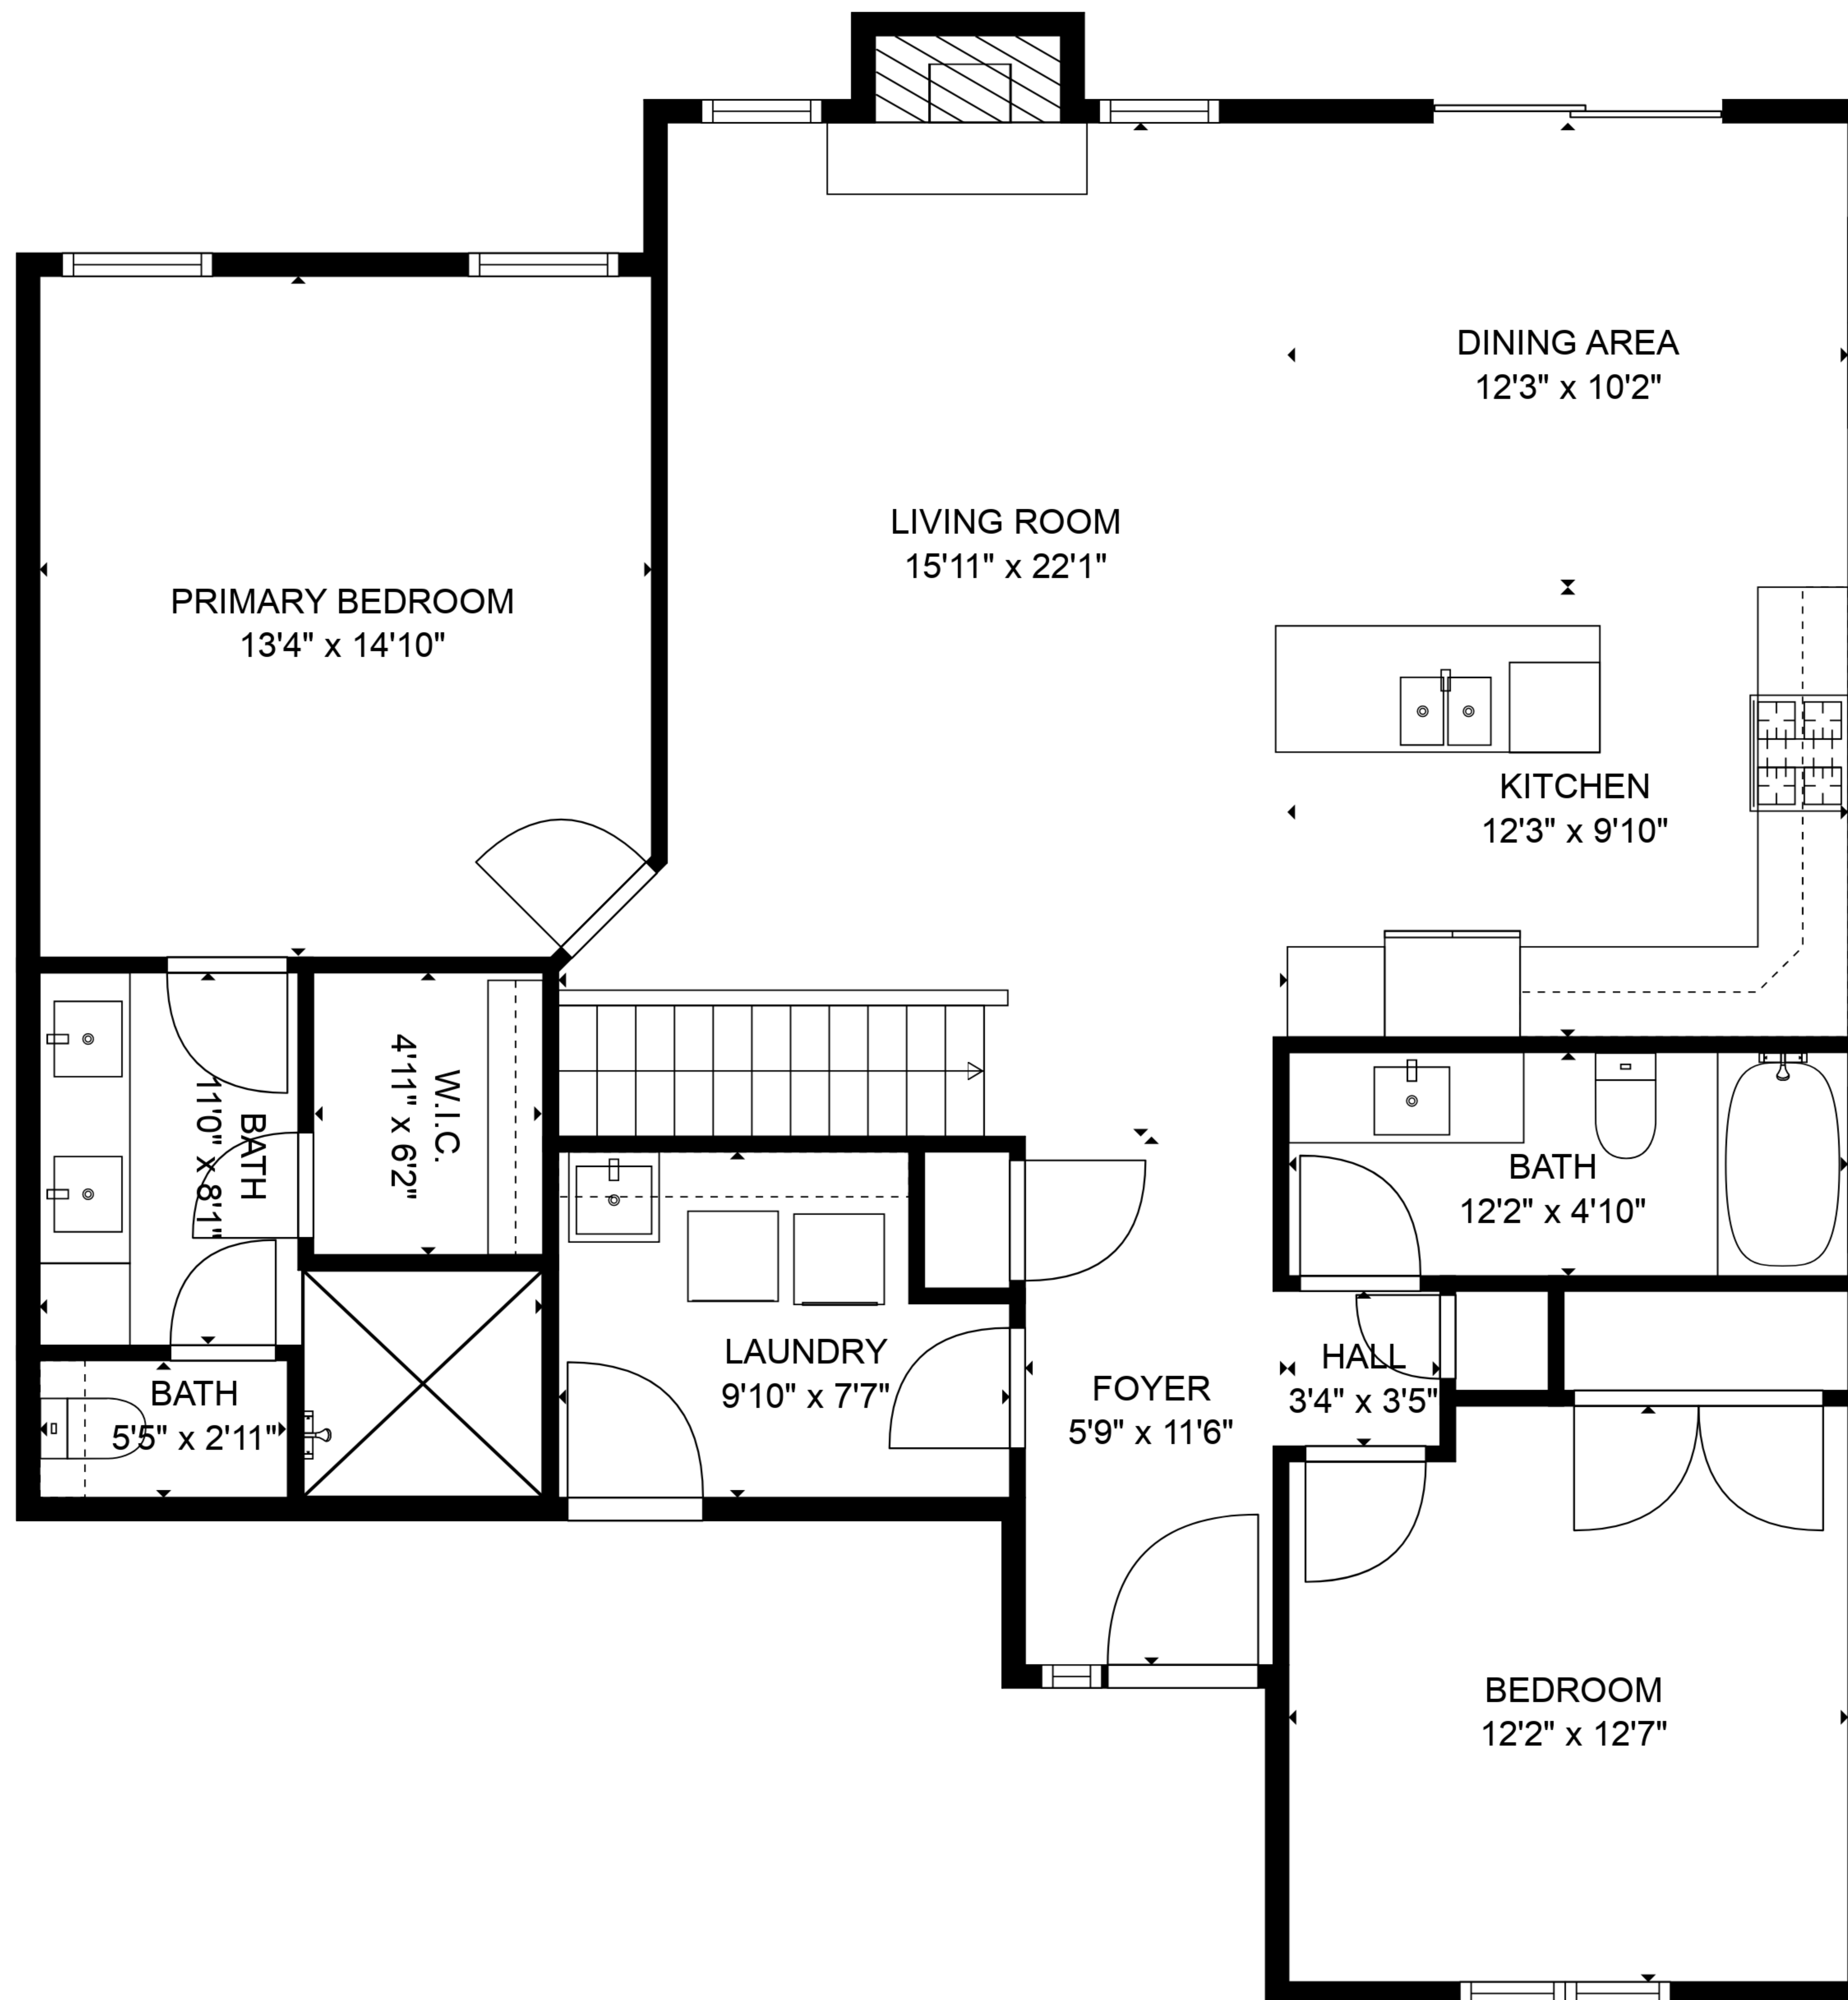 DINING AREA
12'3" x 10'2"
LIVING ROOM
15'11" x 22'1"
PRIMARY BEDROOM
13'4" x 14'10"
KITCHEN
12'3" x 9'10"
W.I.C.
4'11" x 6'2"
BATH
11'0" x 8'1"
BATH
12'2" x 4'10"
LAUNDRY
9'10" x 7'7"
HALL
3'4" x 3'5"
FOYER
5'9" x 11'6"
BATH
5'5" x 2'11"
BEDROOM
12'2" x 12'7"